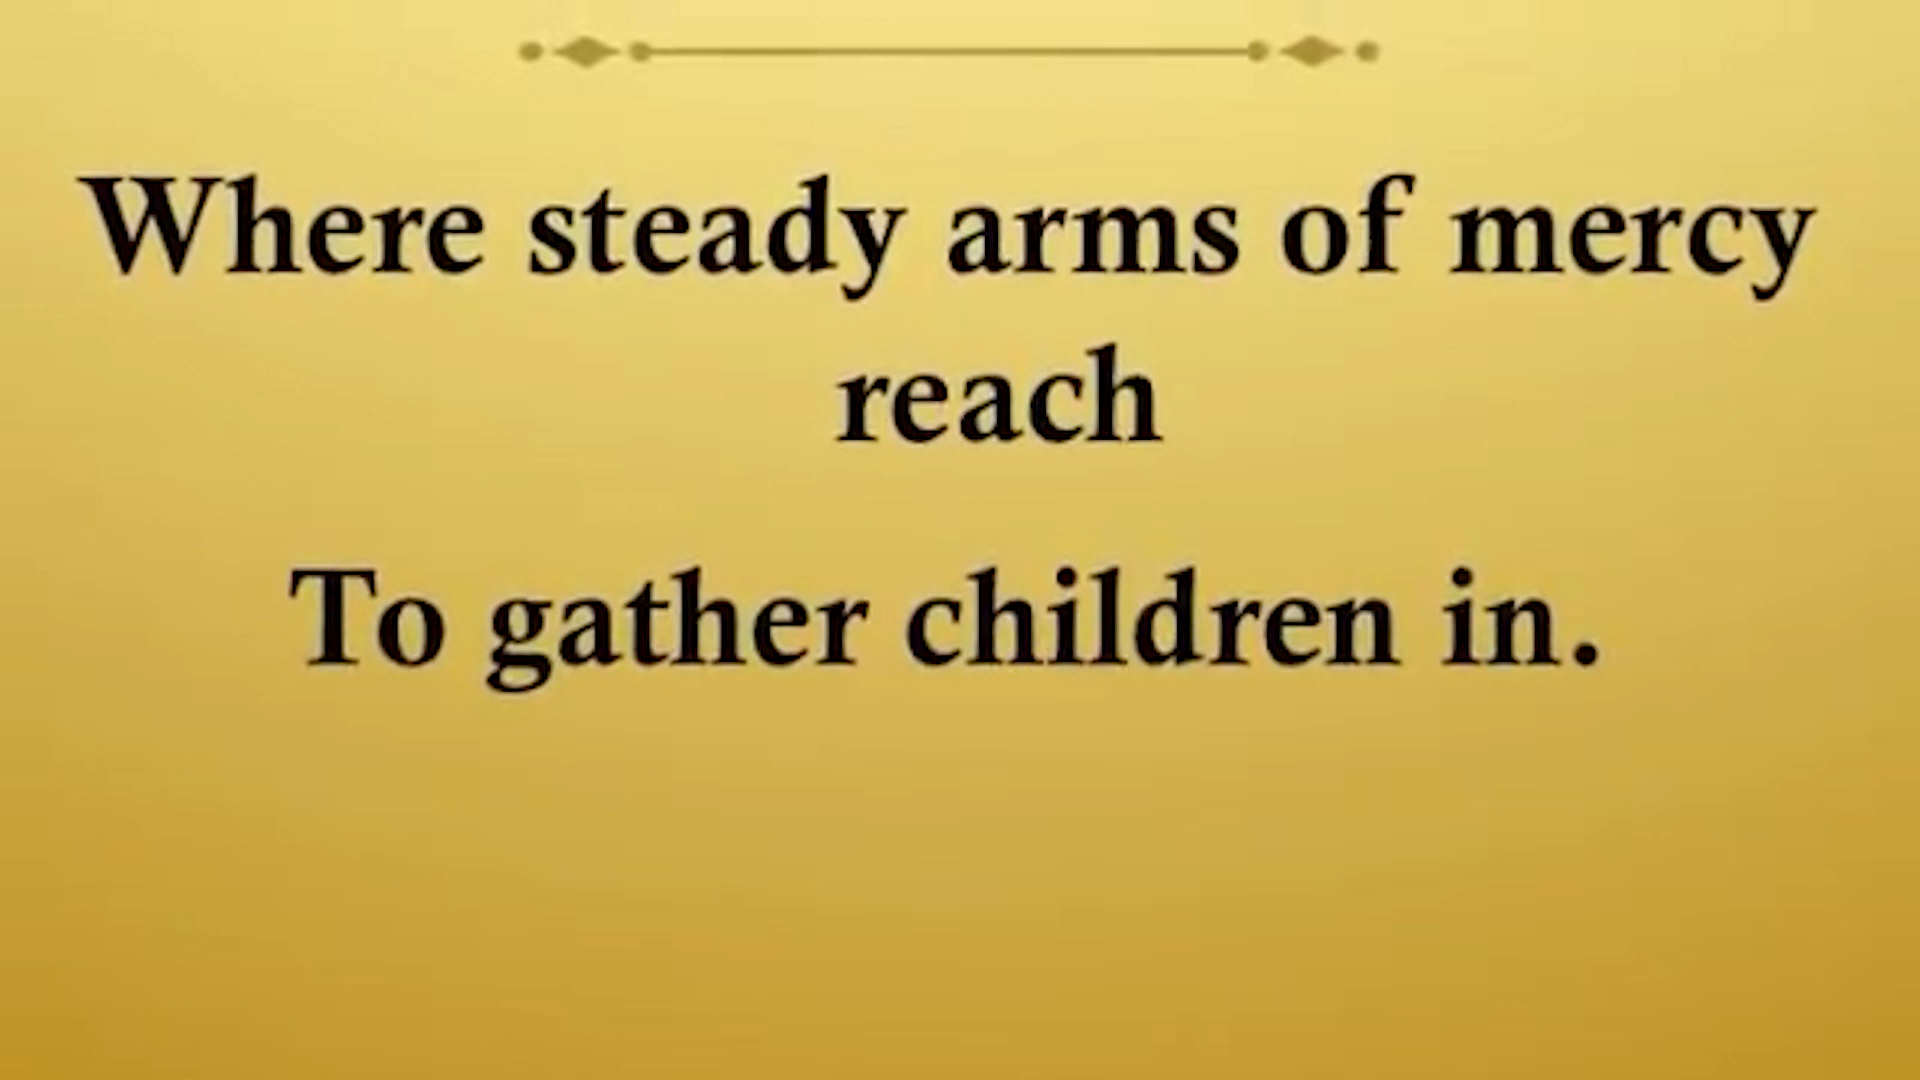 Where steady arms of mercy
reach
To gather children in.